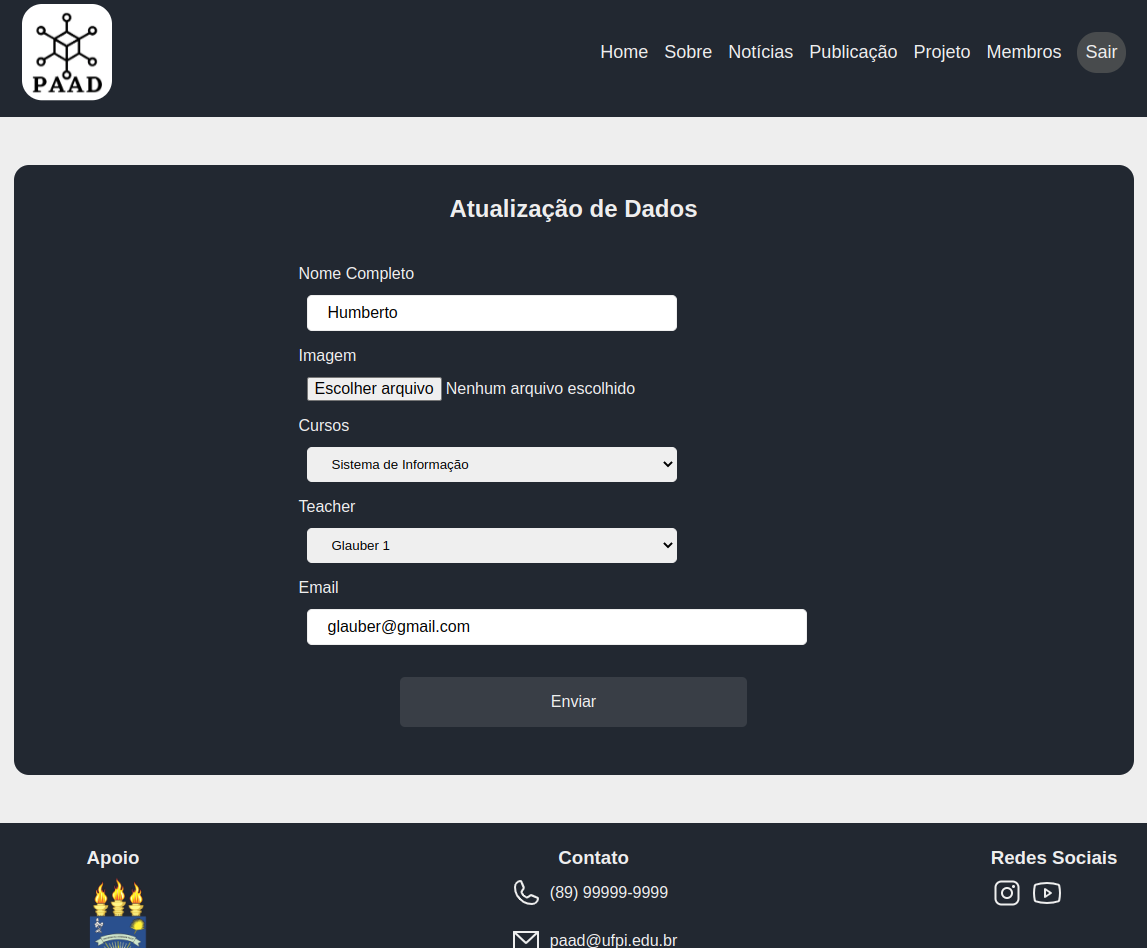 PAAD
Home Sobre Notícias Publicação Projeto Membros Sair
Atualização de Dados
Nome Completo
Humberto
Imagem
Escolher arquivo Nenhum arquivo escolhido
Cursos
Sistema de Informação
Teacher
Glauber 1
Email
glauber@gmail.com
Enviar
Apoio
Contato
(89) 99999-9999
paad@ufpi.edu.br
Redes Sociais